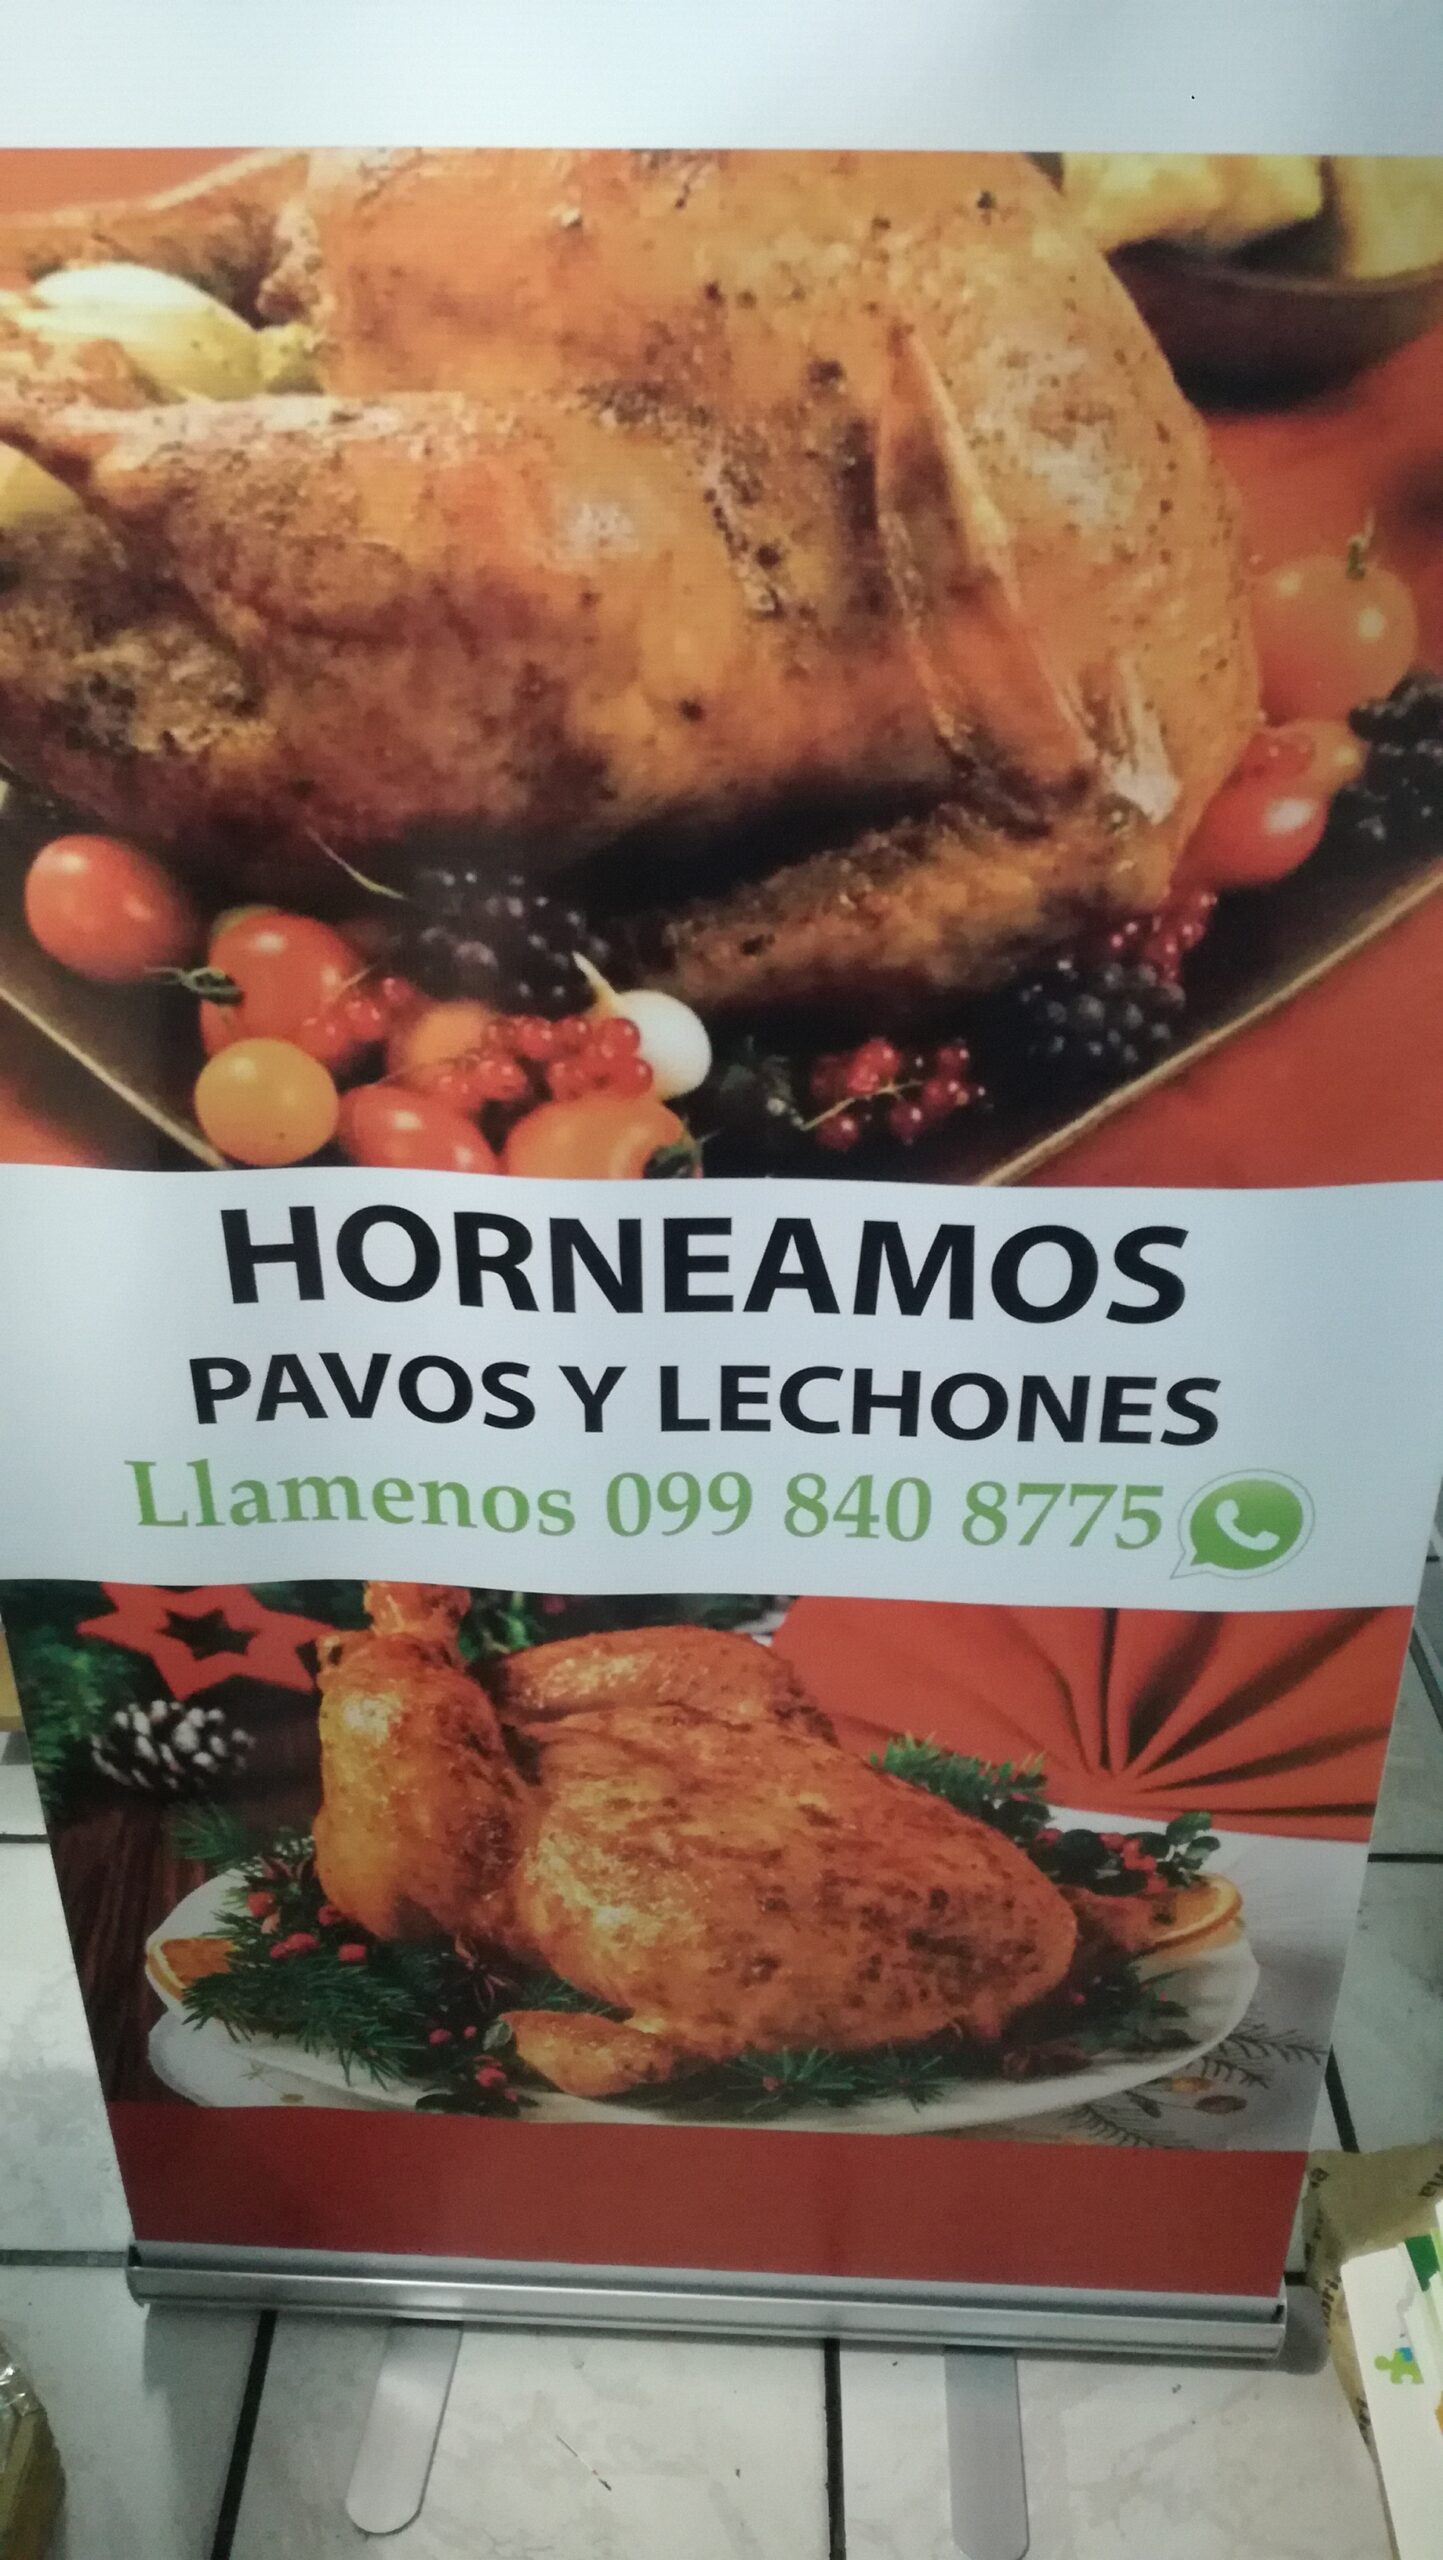 HORNEAMOS
PAVOS Y LECHONES
Llamenos 099 840 8775